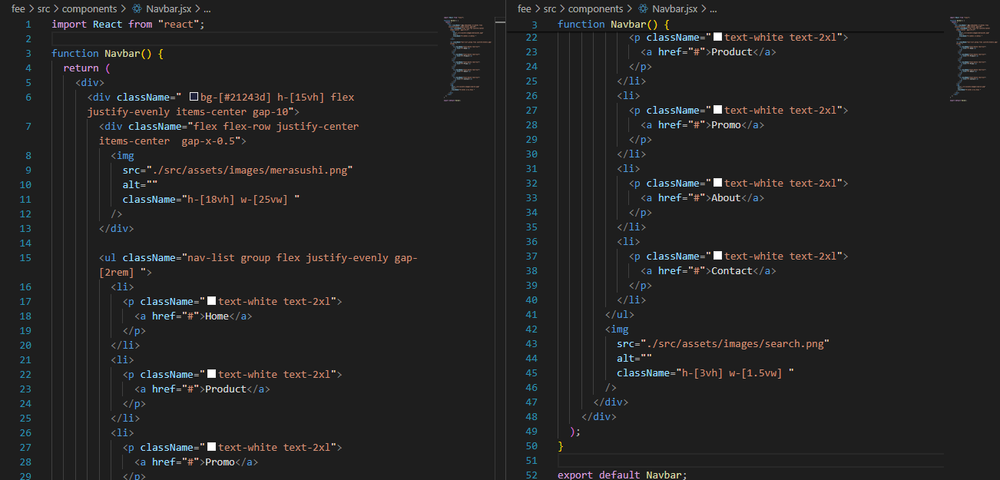 fee > src > components > Navbar.jsx > ...
1 import React from "react";
2
3 function Navbar() {
4 return (
5 <div>
6 <div className=" bg-[#21243d] h-[15vh] flex
justify-evenly items-center gap-10">
7 <div className="flex flex-row justify-center
items-center  gap-x-0.5">
8 <img
9 src="./src/assets/images/merasushi.png"
10 alt=""
11 className="h-[18vh] w-[25vw] "
12 />
13 </div>
14
15 <ul className="nav-list group flex justify-evenly gap-
[2rem] ">
16 <li>
17 <p className="text-white text-2xl">
18 <a href="#">Home</a>
19 </p>
20 </li>
21 <li>
22 <p className="text-white text-2xl">
23 <a href="#">Product</a>
24 </p>
25 </li>
26 <li>
27 <p className="text-white text-2xl">
28 <a href="#">Promo</a>
29 </p>
fee > src > components > Navbar.jsx > ...
3 function Navbar() {
22 <p className="text-white text-2xl">
23 <a href="#">Product</a>
24 </p>
25 </li>
26 <li>
27 <p className="text-white text-2xl">
28 <a href="#">Promo</a>
29 </p>
30 </li>
31 <li>
32 <p className="text-white text-2xl">
33 <a href="#">About</a>
34 </p>
35 </li>
36 <li>
37 <p className="text-white text-2xl">
38 <a href="#">Contact</a>
39 </p>
40 </li>
41 </ul>
42 <img
43 src="./src/assets/images/search.png"
44 alt=""
45 className="h-[3vh] w-[1.5vw] "
46 />
47 </div>
48 </div>
49 );
50 }
51
52 export default Navbar;